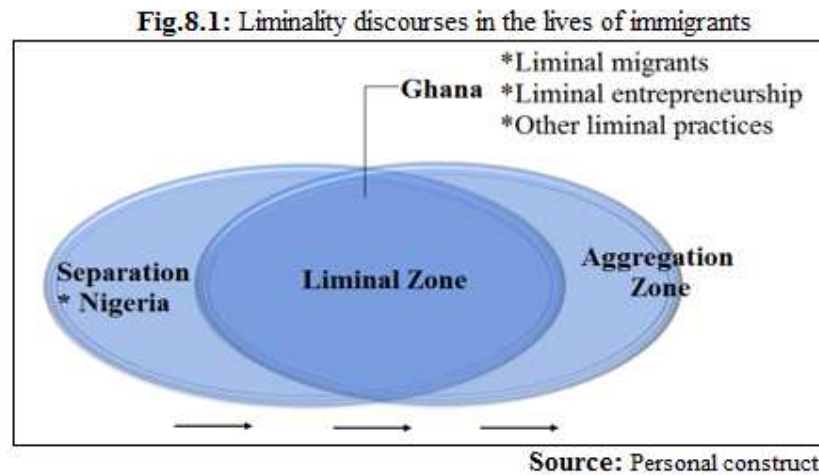 Fig.8.1: Liminality discourses in the lives of immigrants
*Liminal migrants
Ghana *Liminal entrepreneurship
*Other liminal practices
Separation
* Nigeria
Liminal Zone
Aggregation
Zone
Source: Personal construct